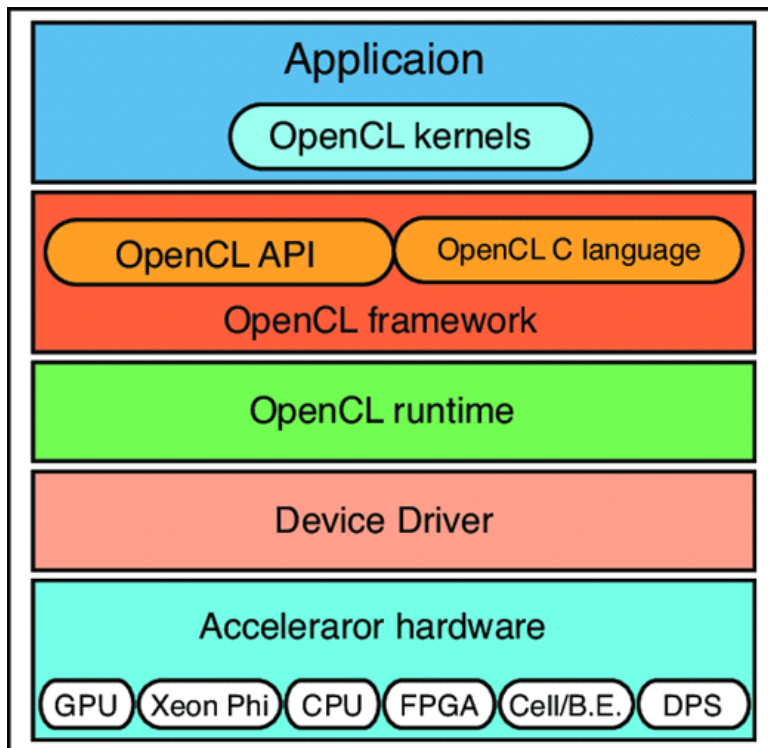 Applicaion
OpenCL kernels
OpenCL API OpenCL C language
OpenCL framework
OpenCL runtime
Device Driver
Acceleraror hardware
GPU Xeon Phi CPU FPGA Cell/B.E. DPS